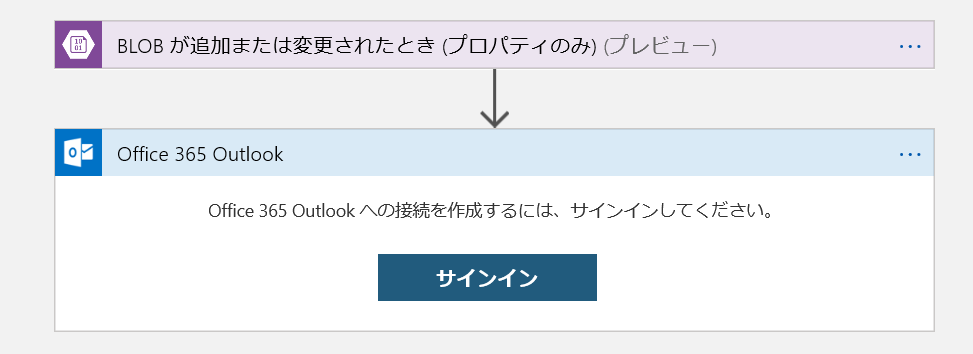 BLOB が追加または変更されたとき (プロパティのみ) (プレビュー)
Office 365 Outlook
Office 365 Outlook への接続を作成するには、サインインしてください。
サインイン